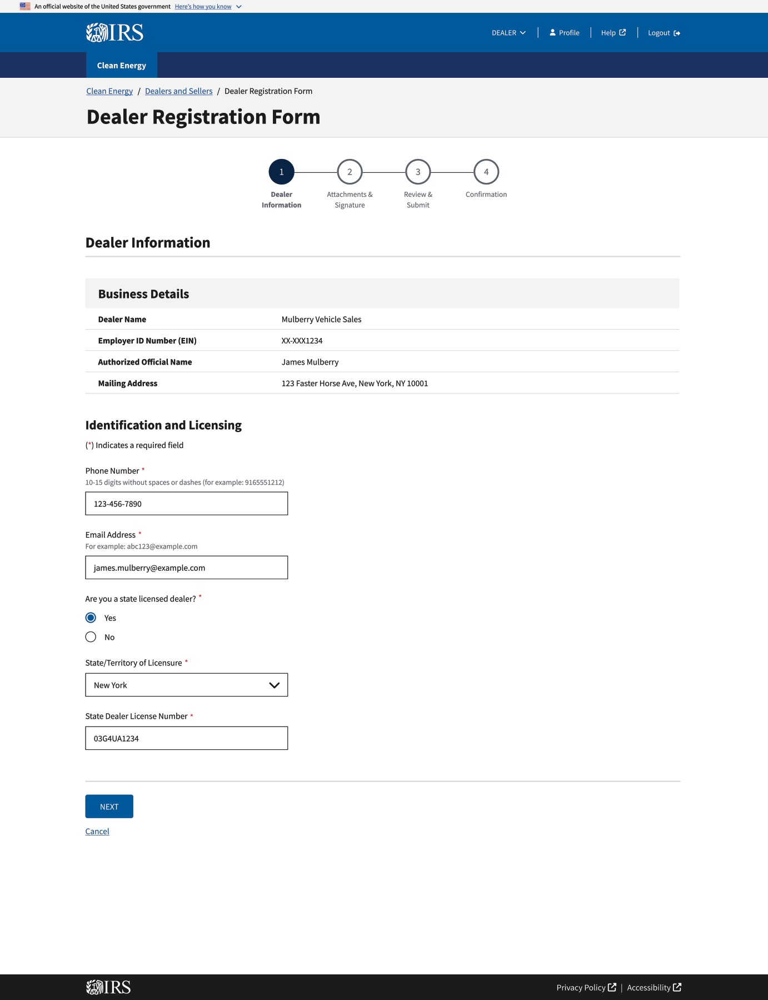 An official website of the United States government Here's how you know
IRS
DEALER Profile Help Logout
Clean Energy
Clean Energy / Dealers and Sellers / Dealer Registration Form
Dealer Registration Form
1 2 3 4
Dealer Information
Attachments & Signature
Review & Submit
Confirmation
Dealer Information
Business Details
Dealer Name Mulberry Vehicle Sales
Employer ID Number (EIN) XX-XXX1234
Authorized Official Name James Mulberry
Mailing Address 123 Faster Horse Ave, New York, NY 10001
Identification and Licensing
(*) Indicates a required field
Phone Number *
10-15 digits without spaces or dashes (for example: 9165551212)
123-456-7890
Email Address *
For example: abc123@example.com
james.mulberry@example.com
Are you a state licensed dealer? *
Yes
No
State/Territory of Licensure *
New York
State Dealer License Number *
03G4UA1234
NEXT
Cancel
IRS
Privacy Policy | Accessibility